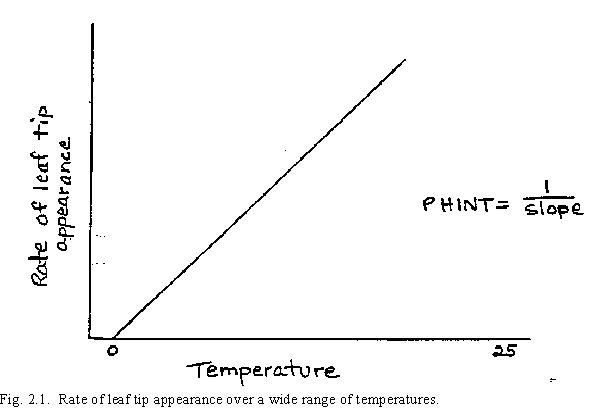 Rate of leaf tip
appearance
PHINT = 1
slope
0
25
Temperature
Fig. 2.1. Rate of leaf tip appearance over a wide range of temperatures.